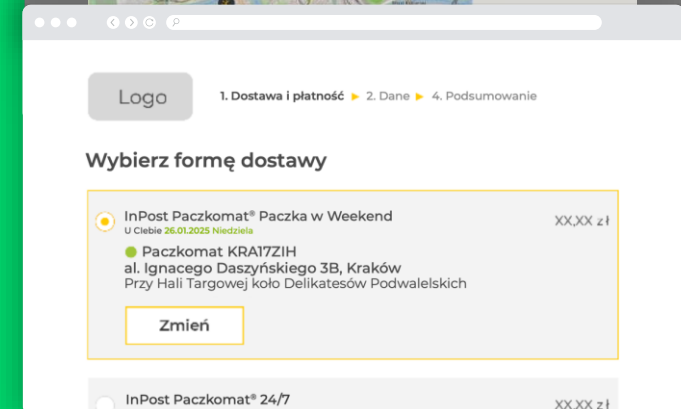 Logo
1. Dostawa i płatność ▶ 2. Dane ▶ 4. Podsumowanie
Wybierz formę dostawy
InPost Paczkomat® Paczka w Weekend
XX,XX zł
U CIebie 26.01.2025 Niedziela
Paczkomat KRA17ZIH
al. Ignacego Daszyńskiego 3B, Kraków
Przy Hali Targowej koło Delikatesów Podwalelskich
Zmień
InPost Paczkomat® 24/7
XX,XX zł